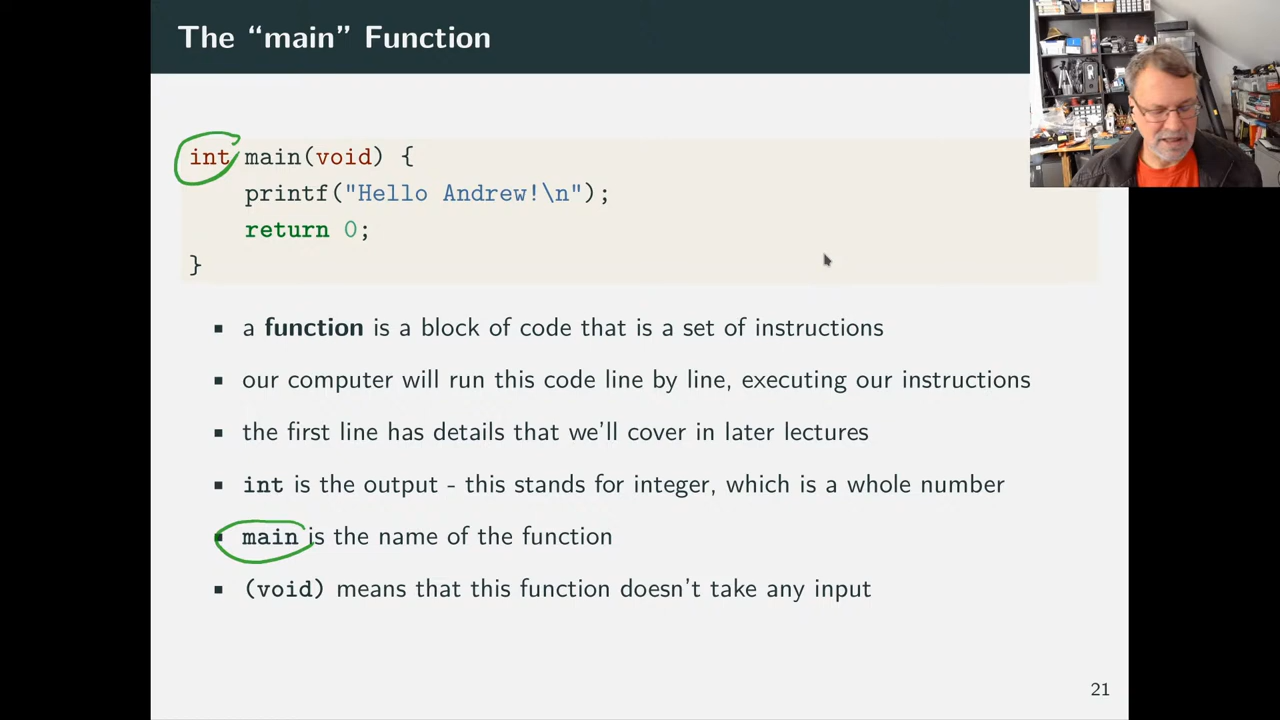 The “main” Function
int main(void) {
printf("Hello Andrew!\n");
return 0;
}
▪ a function is a block of code that is a set of instructions
▪ our computer will run this code line by line, executing our instructions
▪ the first line has details that we’ll cover in later lectures
▪ int is the output - this stands for integer, which is a whole number
▪ main is the name of the function
▪ (void) means that this function doesn’t take any input
21